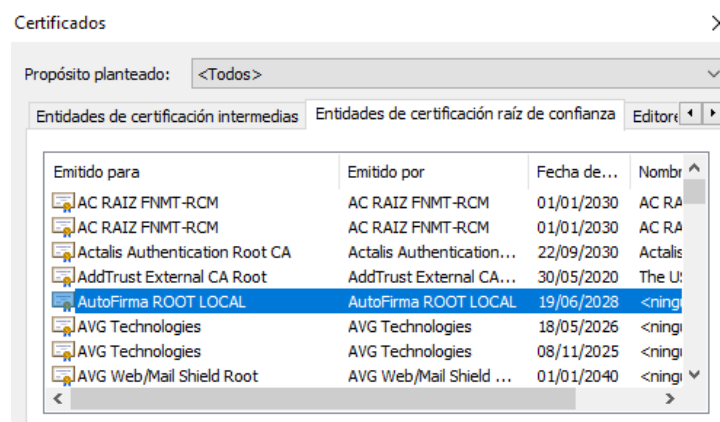 Certificados
Propósito planteado: <Todos>
Entidades de certificación intermedias Entidades de certificación raíz de confianza Editore
Emitido para Emitido por Fecha de... Nombr
AC RAIZ FNMT-RCM AC RAIZ FNMT-RCM 01/01/2030 AC RA
AC RAIZ FNMT-RCM AC RAIZ FNMT-RCM 01/01/2030 AC RA
Actalis Authentication Root CA Actalis Authentication... 22/09/2030 Actalis
AddTrust External CA Root AddTrust External CA... 30/05/2020 The US
AutoFirma ROOT LOCAL AutoFirma ROOT LOCAL 19/06/2028 <ningu
AVG Technologies AVG Technologies 18/05/2026 <ningu
AVG Technologies AVG Technologies 08/11/2025 <ningu
AVG Web/Mail Shield Root AVG Web/Mail Shield ... 01/01/2040 <ningu